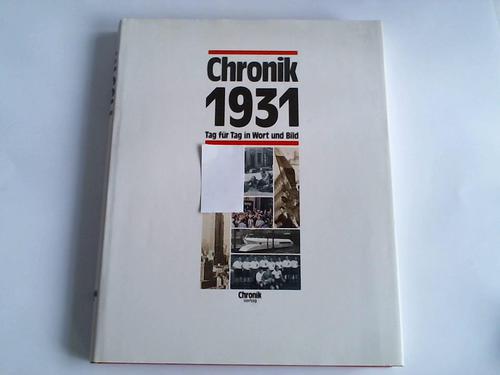 Chronik
1931
Tag für Tag in Wort und Bild
Chronik
Verlag